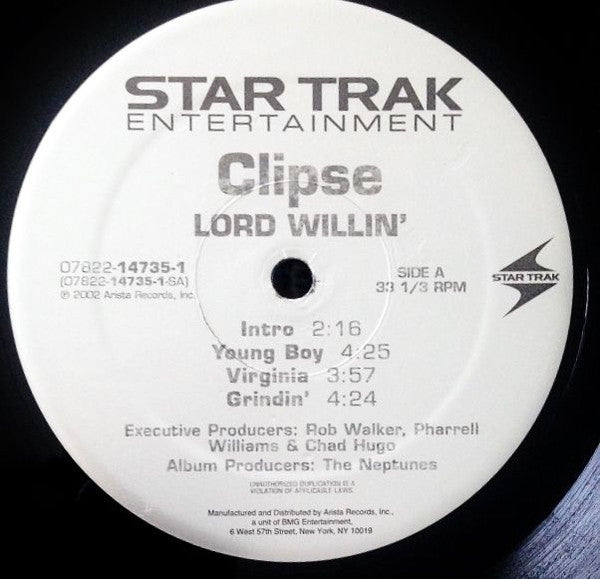 STAR TRAK
ENTERTAINMENT
Clipse
LORD WILLIN'
07822-14735-1
(07822-14735-1-SA)
℗ 2002 Arista Records, Inc.
SIDE A
33 1/3 RPM
STAR TRAK
Intro 2:16
Young Boy 4:25
Virginia 3:57
Grindin' 4:24
Executive Producers: Rob Walker, Pharrell
Williams & Chad Hugo
Album Producers: The Neptunes
UNAUTHORIZED DUPLICATION IS A
VIOLATION OF APPLICABLE LAWS.
Manufactured and Distributed by Arista Records, Inc.,
a unit of BMG Entertainment,
6 West 57th Street, New York, NY 10019